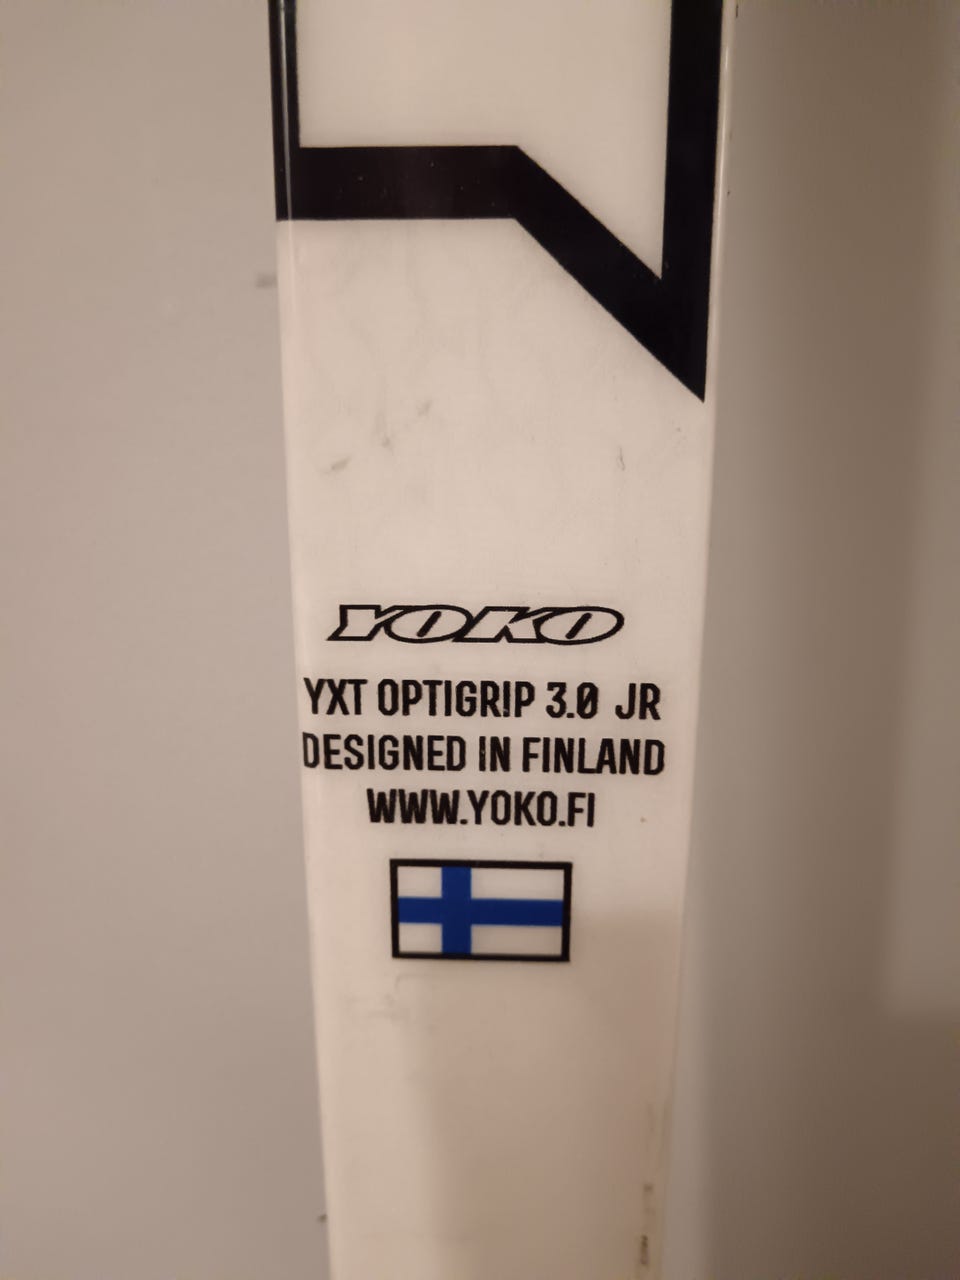 YOKO
YXT OPTIGRIP 3.0 JR
DESIGNED IN FINLAND
WWW.YOKO.FI